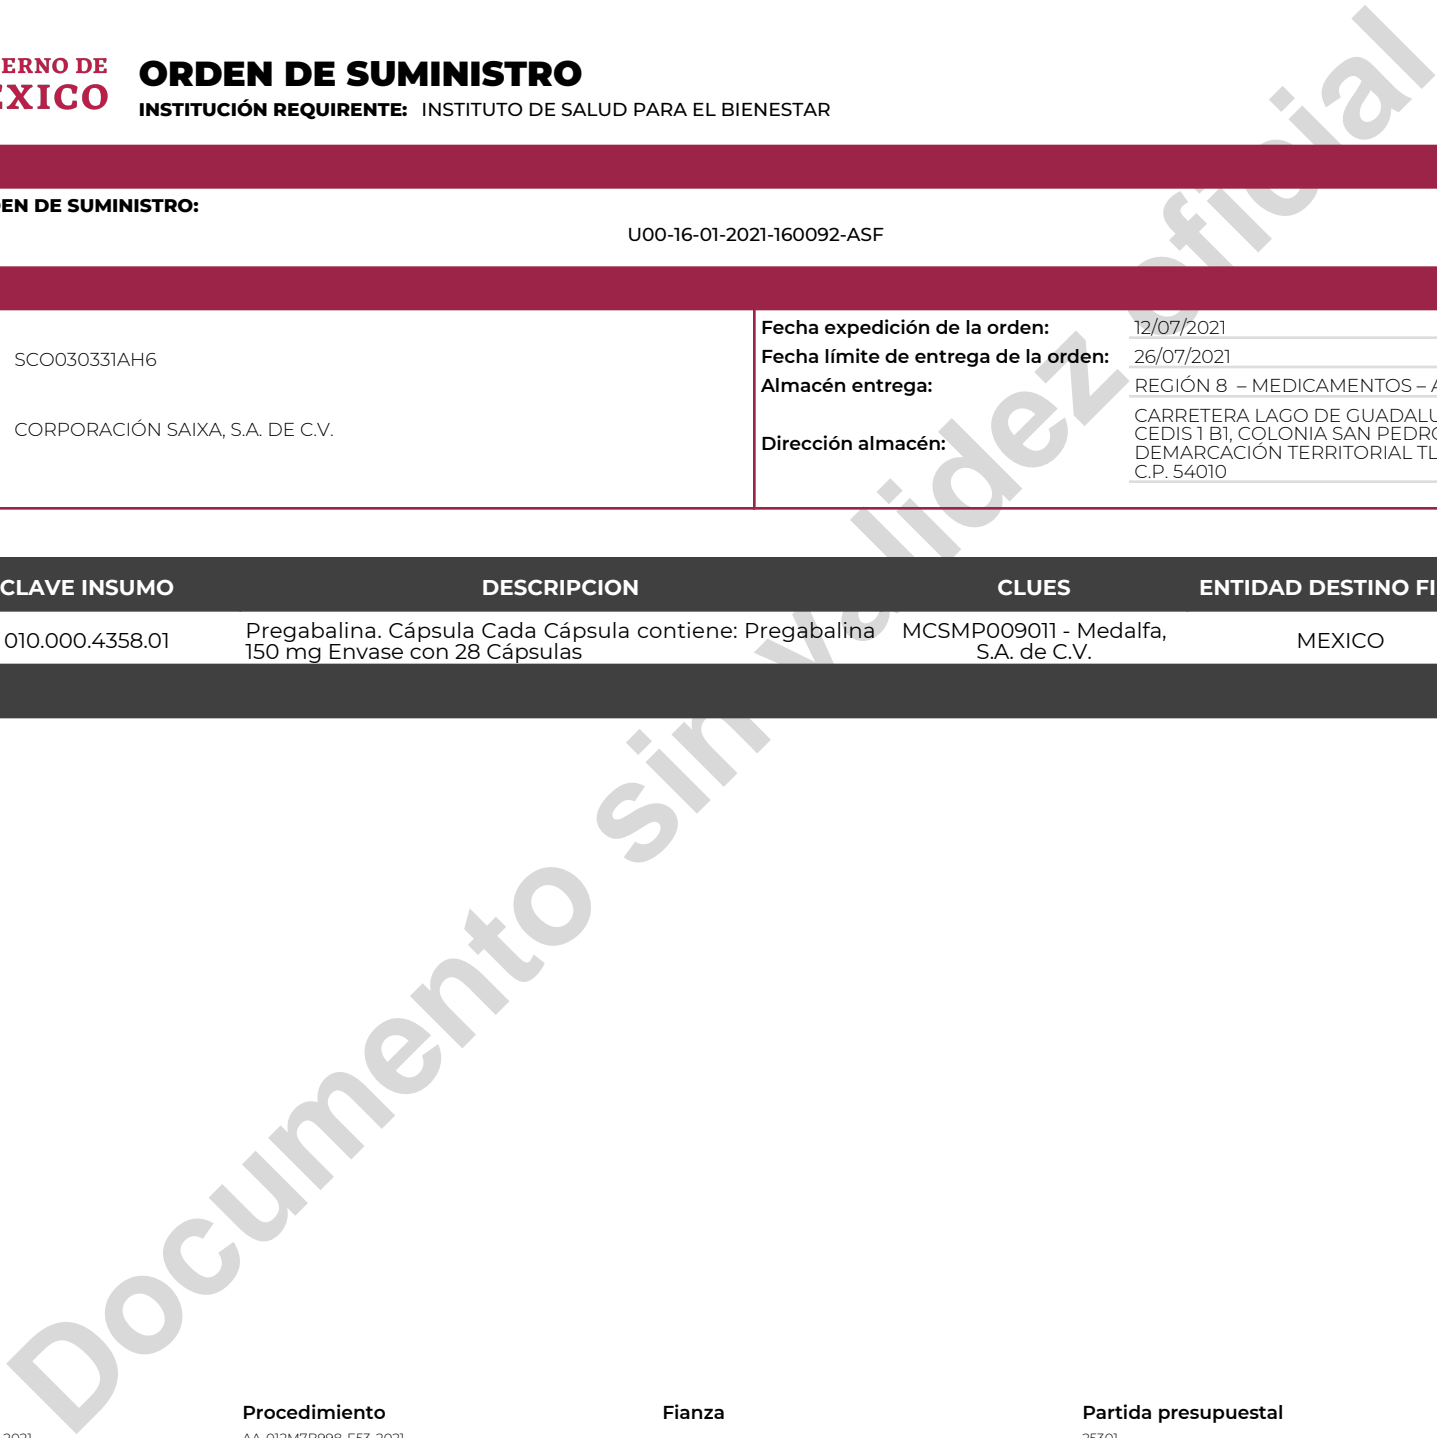 ERNO DE
EXICO
ORDEN DE SUMINISTRO
INSTITUCIÓN REQUIRENTE: INSTITUTO DE SALUD PARA EL BIENESTAR
EN DE SUMINISTRO:
U00-16-01-2021-160092-ASF
SCO030331AH6
CORPORACIÓN SAIXA, S.A. DE C.V.
Fecha expedición de la orden: 12/07/2021
Fecha límite de entrega de la orden: 26/07/2021
Almacén entrega: REGIÓN 8 – MEDICAMENTOS – A
Dirección almacén:
CARRETERA LAGO DE GUADALU
CEDIS 1 B1, COLONIA SAN PEDRO
DEMARCACIÓN TERRITORIAL TL
C.P. 54010
CLAVE INSUMO DESCRIPCION CLUES ENTIDAD DESTINO FI
010.000.4358.01
Pregabalina. Cápsula Cada Cápsula contiene: Pregabalina
150 mg Envase con 28 Cápsulas
MCSMP009011 - Medalfa,
S.A. de C.V.
MEXICO
Documento sin validez oficial
Procedimiento Fianza Partida presupuestal